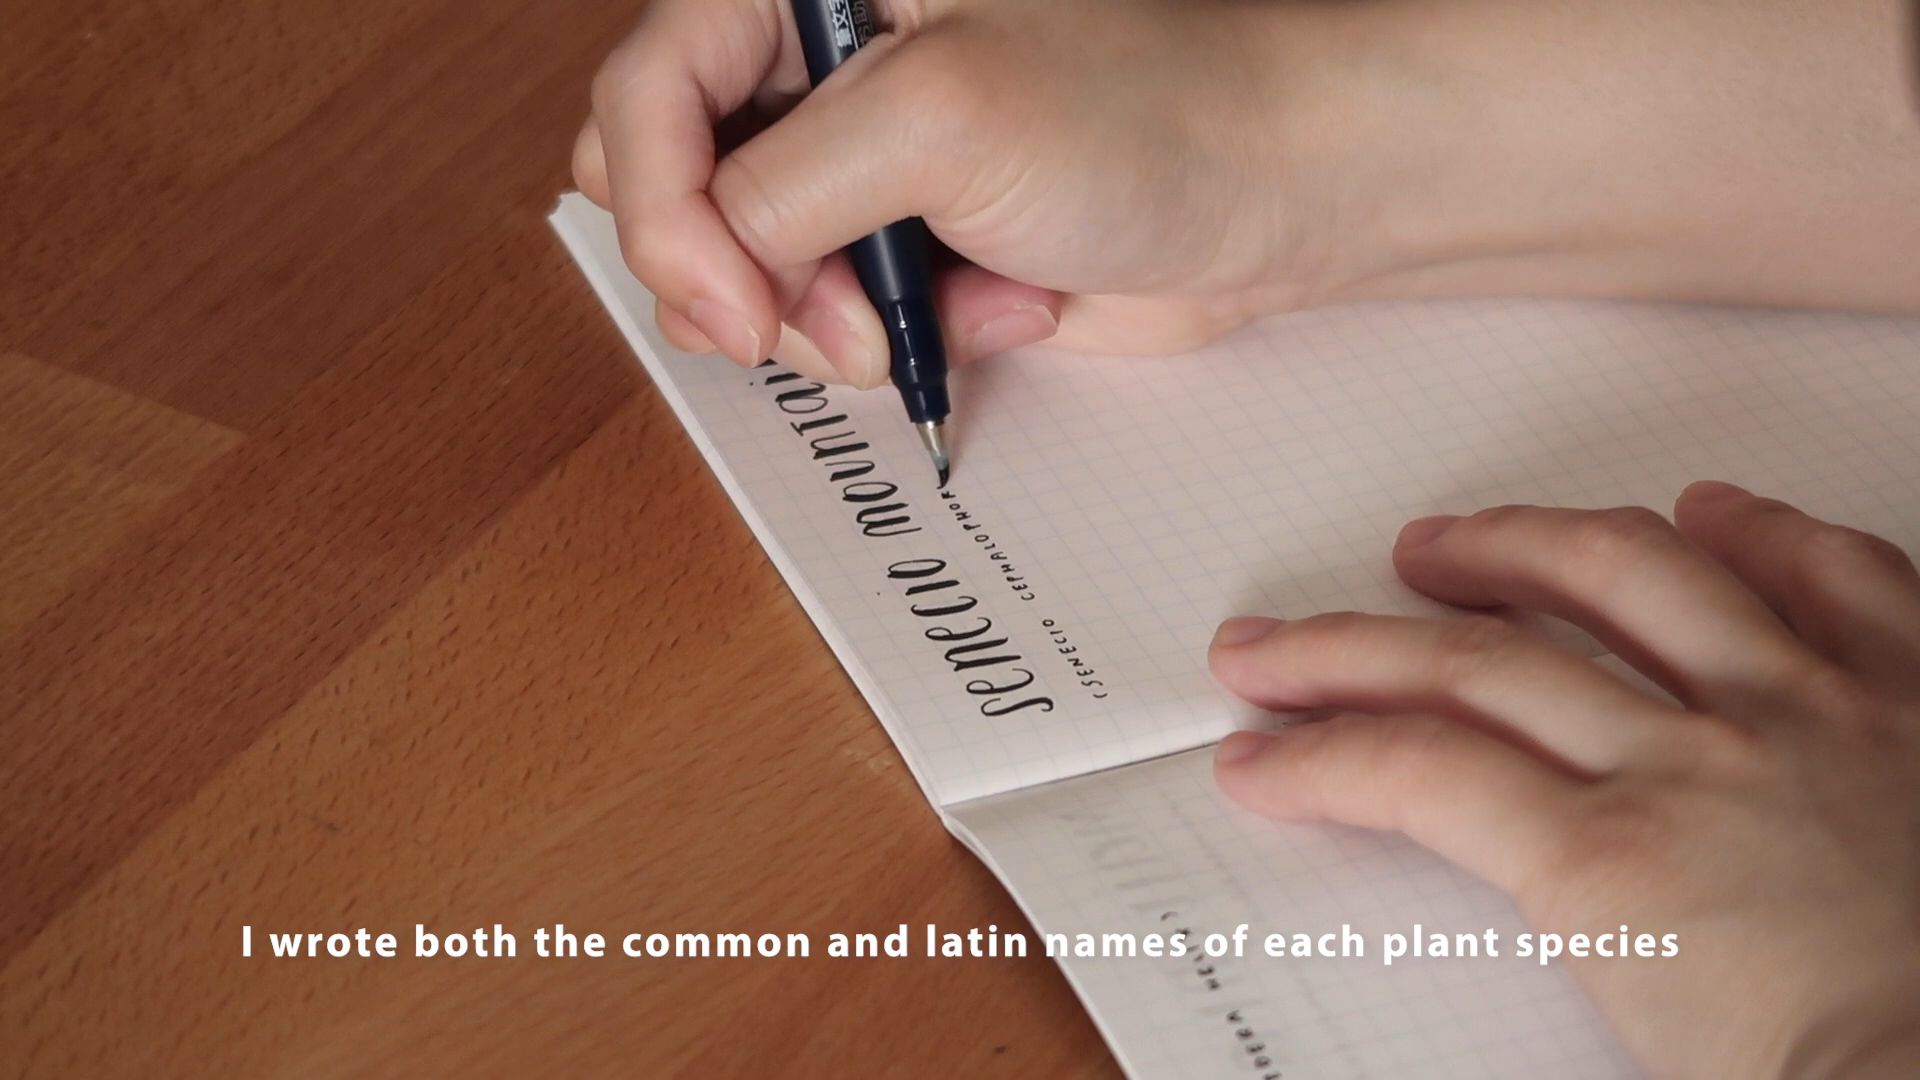 senecio mountai
(SENECIO CEPHALOPHOR
I wrote both the common and latin names of each plant species